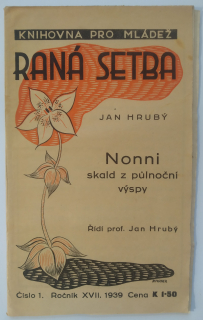 KNIHOVNA PRO MLÁDEŽ
RANÁ SETBA
JAN HRUBÝ
Nonni
skald z půlnoční
výspy
Řídí prof. Jan Hrubý
Číslo 1. Ročník XVII. 1939 Cena K 1·50